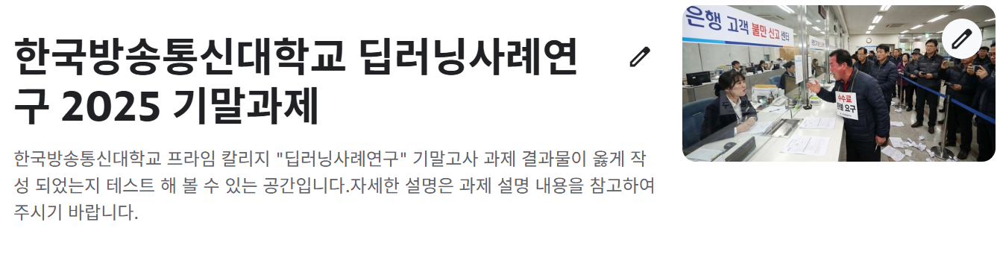 한국방송통신대학교 딥러닝사례연
구 2025 기말과제
한국방송통신대학교 프라임 칼리지 "딥러닝사례연구" 기말고사 과제 결과물이 옳게 작
성 되었는지 테스트 해 볼 수 있는 공간입니다.자세한 설명은 과제 설명 내용을 참고하여
주시기 바랍니다.
은행 고객 불만 신고 센터
수수료
환불 요구